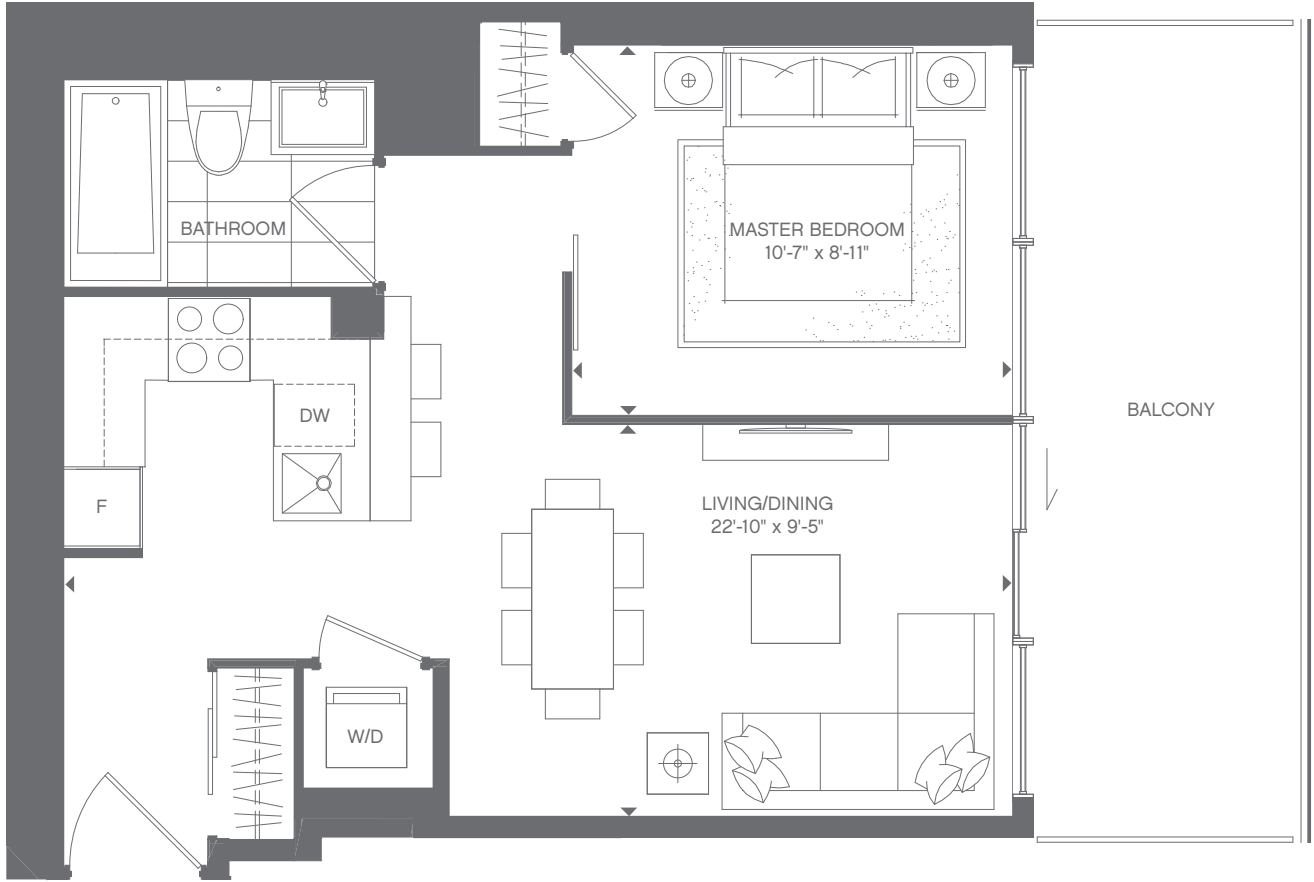 BATHROOM
MASTER BEDROOM
10'-7" x 8'-11"
DW
BALCONY
F
LIVING/DINING
22'-10" x 9'-5"
W/D